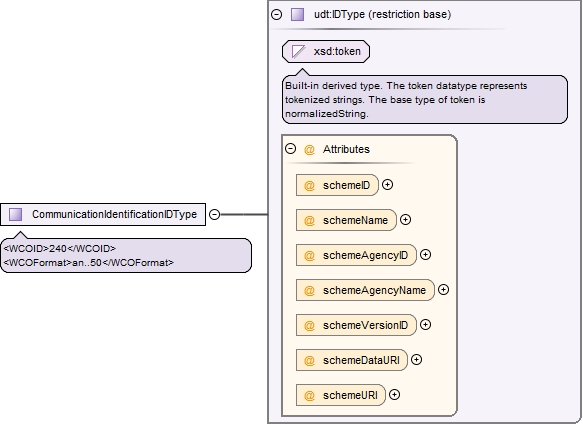 udt:IDType (restriction base)
xsd:token
Built-in derived type. The token datatype represents
tokenized strings. The base type of token is
normalizedString.
@ Attributes
@ schemeID
@ schemeName
@ schemeAgencyID
@ schemeAgencyName
@ schemeVersionID
@ schemeDataURI
@ schemeURI
CommunicationIdentificationIDType
<WCOID>240</WCOID>
<WCOFormat>an..50</WCOFormat>